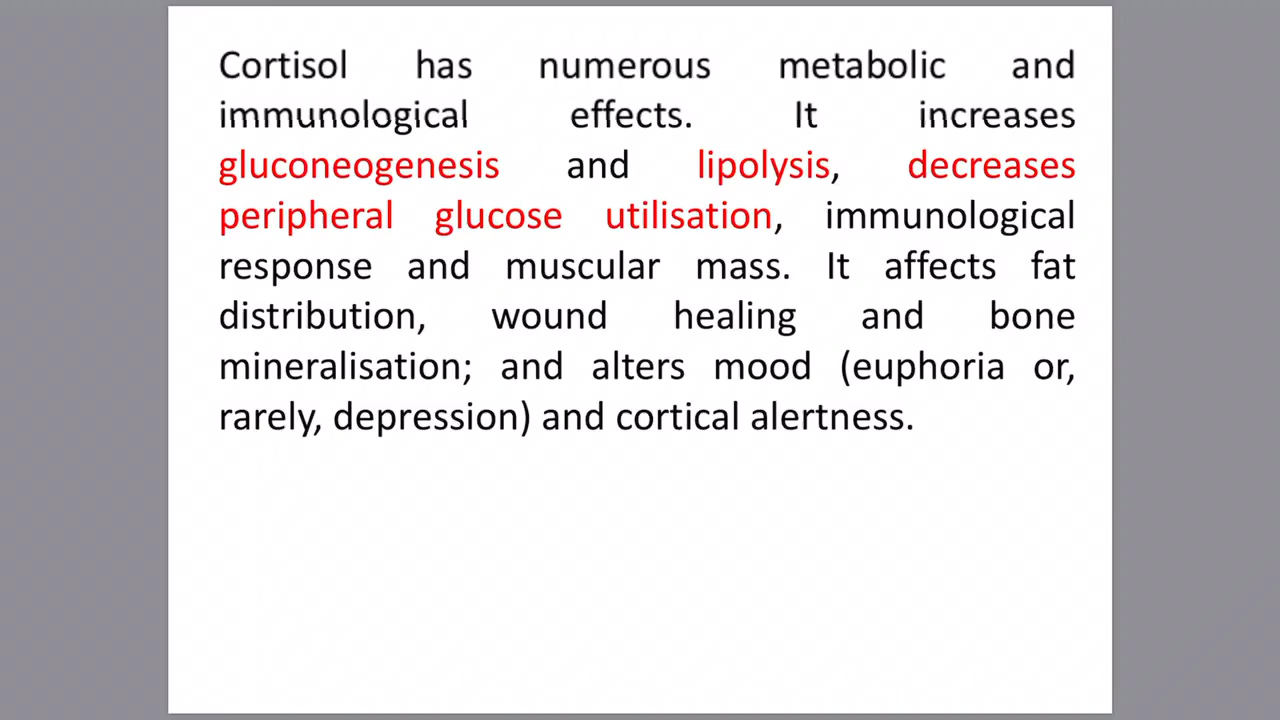 Cortisol has numerous metabolic and
immunological effects. It increases
gluconeogenesis and lipolysis, decreases
peripheral glucose utilisation, immunological
response and muscular mass. It affects fat
distribution, wound healing and bone
mineralisation; and alters mood (euphoria or,
rarely, depression) and cortical alertness.